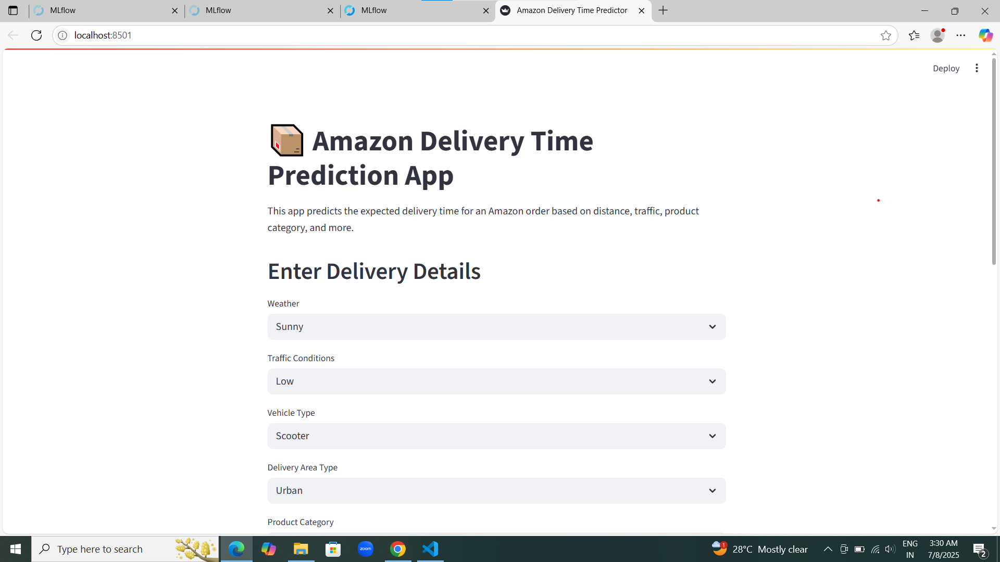 MLflow
MLflow
MLflow
Amazon Delivery Time Predictor
localhost:8501
Deploy
Amazon Delivery Time
Prediction App
This app predicts the expected delivery time for an Amazon order based on distance, traffic, product
category, and more.
Enter Delivery Details
Weather
Sunny
Traffic Conditions
Low
Vehicle Type
Scooter
Delivery Area Type
Urban
Product Category
Type here to search
zoom
1
28°C Mostly clear
ENG
IN
3:30 AM
7/8/2025
2